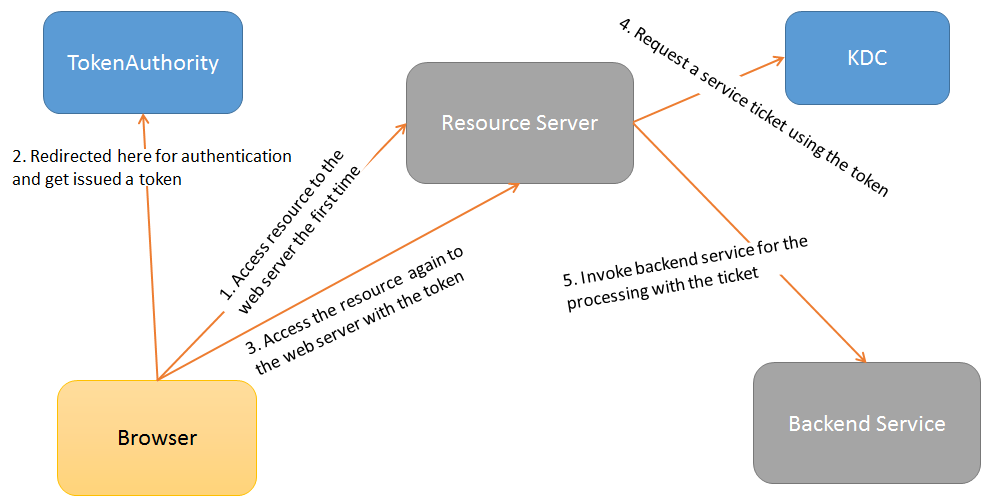 TokenAuthority
KDC
Resource Server
4. Request a service ticket using the token
2. Redirected here for authentication
and get issued a token
1. Access resource to the
web server the first time
3. Access the resource again to
the web server with the token
5. Invoke backend service for the
processing with the ticket
Browser
Backend Service